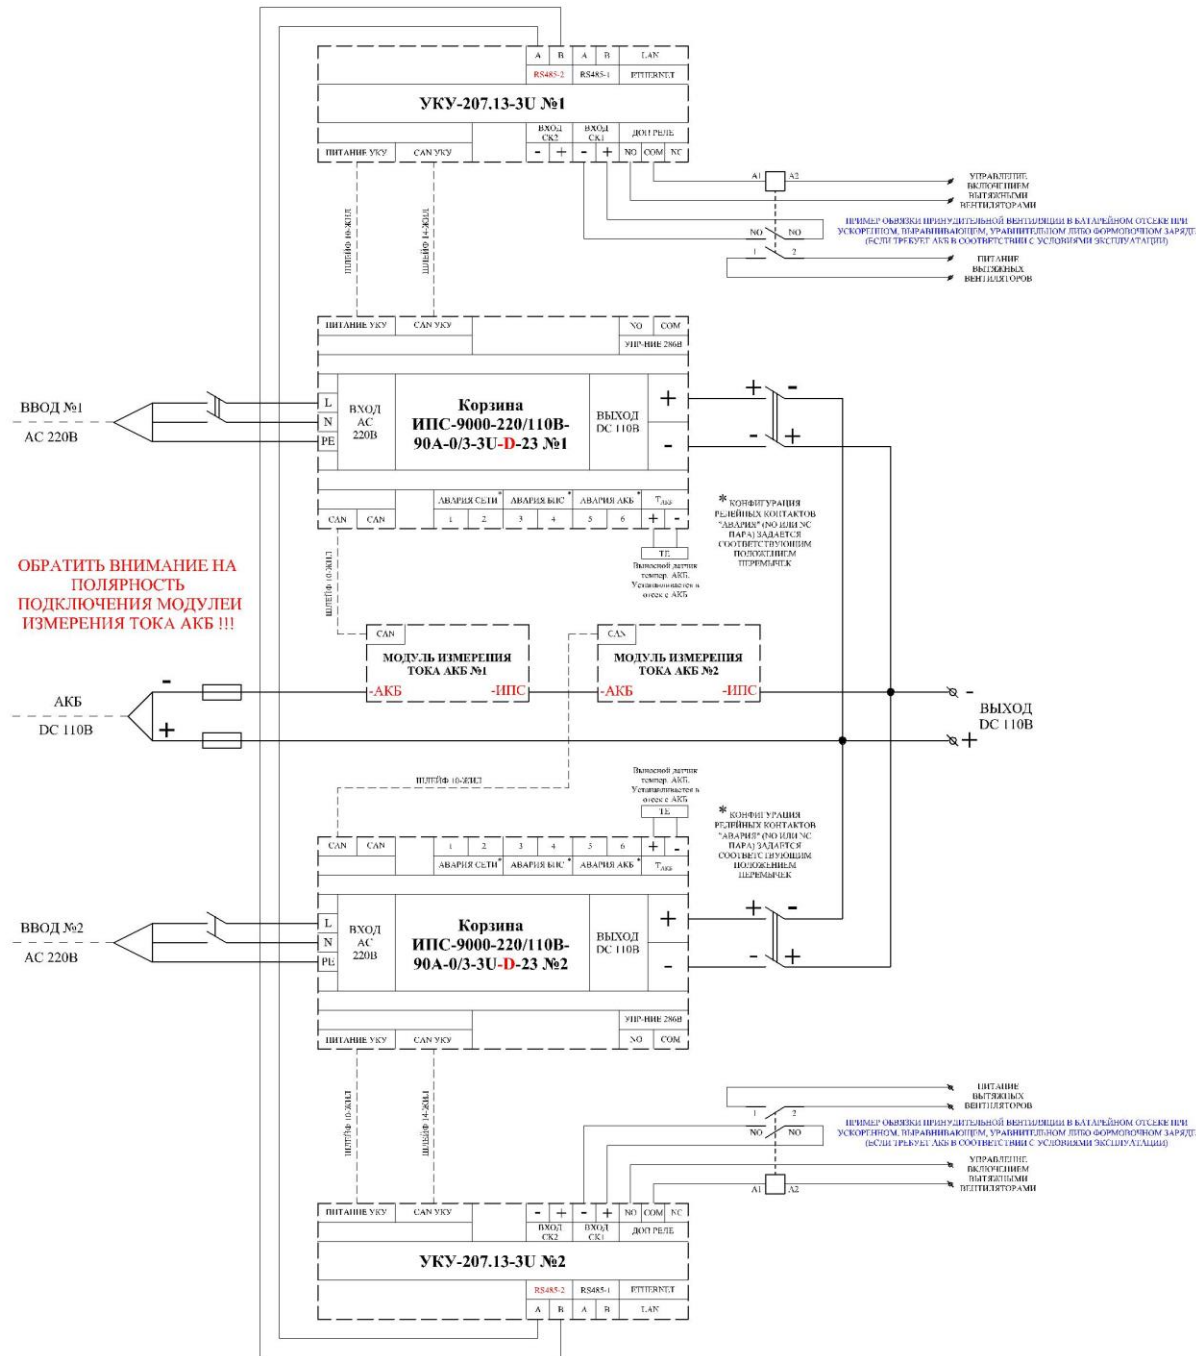 A B A B LAN
RS485-2 RS485-1 ETHERNET
УКУ-207.13-3U №1
ВХОД СК2 ВХОД СК1 ДОП РЕЛЕ
ПИТАНИЕ УКУ CAN УКУ - + - + NO COM NC
A1 A2
УПРАВЛЕНИЕ
ВКЛЮЧЕНИЕМ
ВЫТЯЖНЫМИ
ВЕНТИЛЯТОРАМИ
ШЛЕЙФ 10-ЖИЛ
ШЛЕЙФ 14-ЖИЛ
ПРИМЕР ОБВЯЗКИ ПРИНУДИТЕЛЬНОЙ ВЕНТИЛЯЦИИ В БАТАРЕЙНОМ ОТСЕКЕ ПРИ
УСКОРЕННОМ, ВЫРАВНИВАЮЩЕМ, УРАВНИТЕЛЬНОМ ЛИБО ФОРМОВОЧНОМ ЗАРЯДЕ
(ЕСЛИ ТРЕБУЕТ АКБ В СООТВЕТСТВИИ С УСЛОВИЯМИ ЭКСПЛУАТАЦИИ)
NO NO
1 2
ПИТАНИЕ
ВЫТЯЖНЫХ
ВЕНТИЛЯТОРОВ
ПИТАНИЕ УКУ CAN УКУ NO COM
УПР-НИЕ 286В
ВВОД №1
AC 220В
L
N
PE
ВХОД
AC
220В
Корзина
ИПС-9000-220/110В-
90А-0/3-3U-D-23 №1
ВЫХОД
DC 110В
+
-
+ -
- +
АВАРИЯ СЕТИ* АВАРИЯ БПС* АВАРИЯ АКБ* TАКБ
CAN CAN 1 2 3 4 5 6 + -
* КОНФИГУРАЦИЯ
РЕЛЕЙНЫХ КОНТАКТОВ
"АВАРИЯ" (NO ИЛИ NC
ПАРА) ЗАДАЕТСЯ
СООТВЕТСТВУЮЩИМ
ПОЛОЖЕНИЕМ
ПЕРЕМЫЧЕК
TE
Выносной датчик
темпер. АКБ.
Устанавливается в
отсек с АКБ
ШЛЕЙФ 10-ЖИЛ
ОБРАТИТЬ ВНИМАНИЕ НА
ПОЛЯРНОСТЬ
ПОДКЛЮЧЕНИЯ МОДУЛЕЙ
ИЗМЕРЕНИЯ ТОКА АКБ !!!
CAN
МОДУЛЬ ИЗМЕРЕНИЯ
ТОКА АКБ №1
-АКБ -ИПС
CAN
МОДУЛЬ ИЗМЕРЕНИЯ
ТОКА АКБ №2
-АКБ -ИПС
АКБ
DC 110В
-
+
ВЫХОД
DC 110В
-
+
ШЛЕЙФ 10-ЖИЛ
Выносной датчик
темпер. АКБ.
Устанавливается в
отсек с АКБ
TE
* КОНФИГУРАЦИЯ
РЕЛЕЙНЫХ КОНТАКТОВ
"АВАРИЯ" (NO ИЛИ NC
ПАРА) ЗАДАЕТСЯ
СООТВЕТСТВУЮЩИМ
ПОЛОЖЕНИЕМ
ПЕРЕМЫЧЕК
CAN CAN 1 2 3 4 5 6 + -
АВАРИЯ СЕТИ* АВАРИЯ БПС* АВАРИЯ АКБ* TАКБ
ВВОД №2
AC 220В
L
N
PE
ВХОД
AC
220В
Корзина
ИПС-9000-220/110В-
90А-0/3-3U-D-23 №2
ВЫХОД
DC 110В
+
-
+ -
- +
УПР-НИЕ 286В
ПИТАНИЕ УКУ CAN УКУ NO COM
ШЛЕЙФ 10-ЖИЛ
ШЛЕЙФ 14-ЖИЛ
ПИТАНИЕ
ВЫТЯЖНЫХ
ВЕНТИЛЯТОРОВ
1 2
NO NO
ПРИМЕР ОБВЯЗКИ ПРИНУДИТЕЛЬНОЙ ВЕНТИЛЯЦИИ В БАТАРЕЙНОМ ОТСЕКЕ ПРИ
УСКОРЕННОМ, ВЫРАВНИВАЮЩЕМ, УРАВНИТЕЛЬНОМ ЛИБО ФОРМОВОЧНОМ ЗАРЯДЕ
(ЕСЛИ ТРЕБУЕТ АКБ В СООТВЕТСТВИИ С УСЛОВИЯМИ ЭКСПЛУАТАЦИИ)
УПРАВЛЕНИЕ
ВКЛЮЧЕНИЕМ
ВЫТЯЖНЫМИ
ВЕНТИЛЯТОРАМИ
A1 A2
ПИТАНИЕ УКУ CAN УКУ - + - + NO COM NC
ВХОД СК2 ВХОД СК1 ДОП РЕЛЕ
УКУ-207.13-3U №2
RS485-2 RS485-1 ETHERNET
A B A B LAN